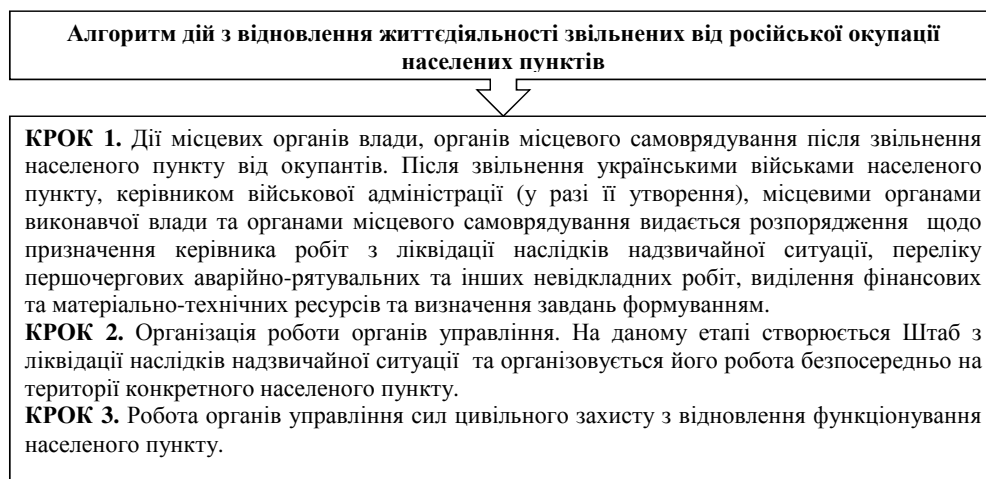 Алгоритм дій з відновлення життєдіяльності звільнених від російської окупації
населених пунктів
КРОК 1. Дії місцевих органів влади, органів місцевого самоврядування після звільнення
населеного пункту від окупантів. Після звільнення українськими військами населеного
пункту, керівником військової адміністрації (у разі її утворення), місцевими органами
виконавчої влади та органами місцевого самоврядування видається розпорядження щодо
призначення керівника робіт з ліквідації наслідків надзвичайної ситуації, переліку
першочергових аварійно-рятувальних та інших невідкладних робіт, виділення фінансових
та матеріально-технічних ресурсів та визначення завдань формуванням.
КРОК 2. Організація роботи органів управління. На даному етапі створюється Штаб з
ліквідації наслідків надзвичайної ситуації та організовується його робота безпосередньо на
території конкретного населеного пункту.
КРОК 3. Робота органів управління сил цивільного захисту з відновлення функціонування
населеного пункту.